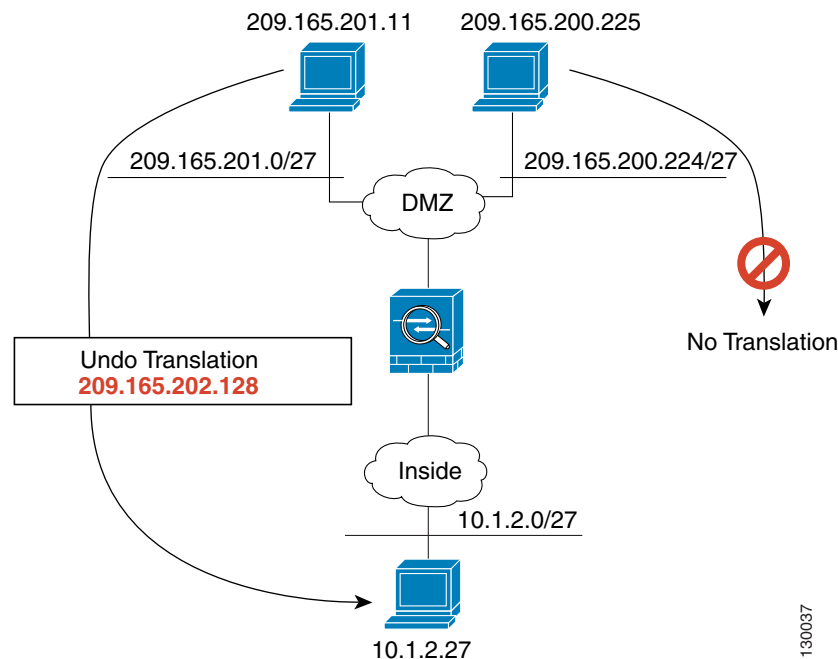 209.165.201.11
209.165.200.225
209.165.201.0/27
209.165.200.224/27
DMZ
No Translation
Undo Translation
209.165.202.128
Inside
10.1.2.0/27
10.1.2.27
130037